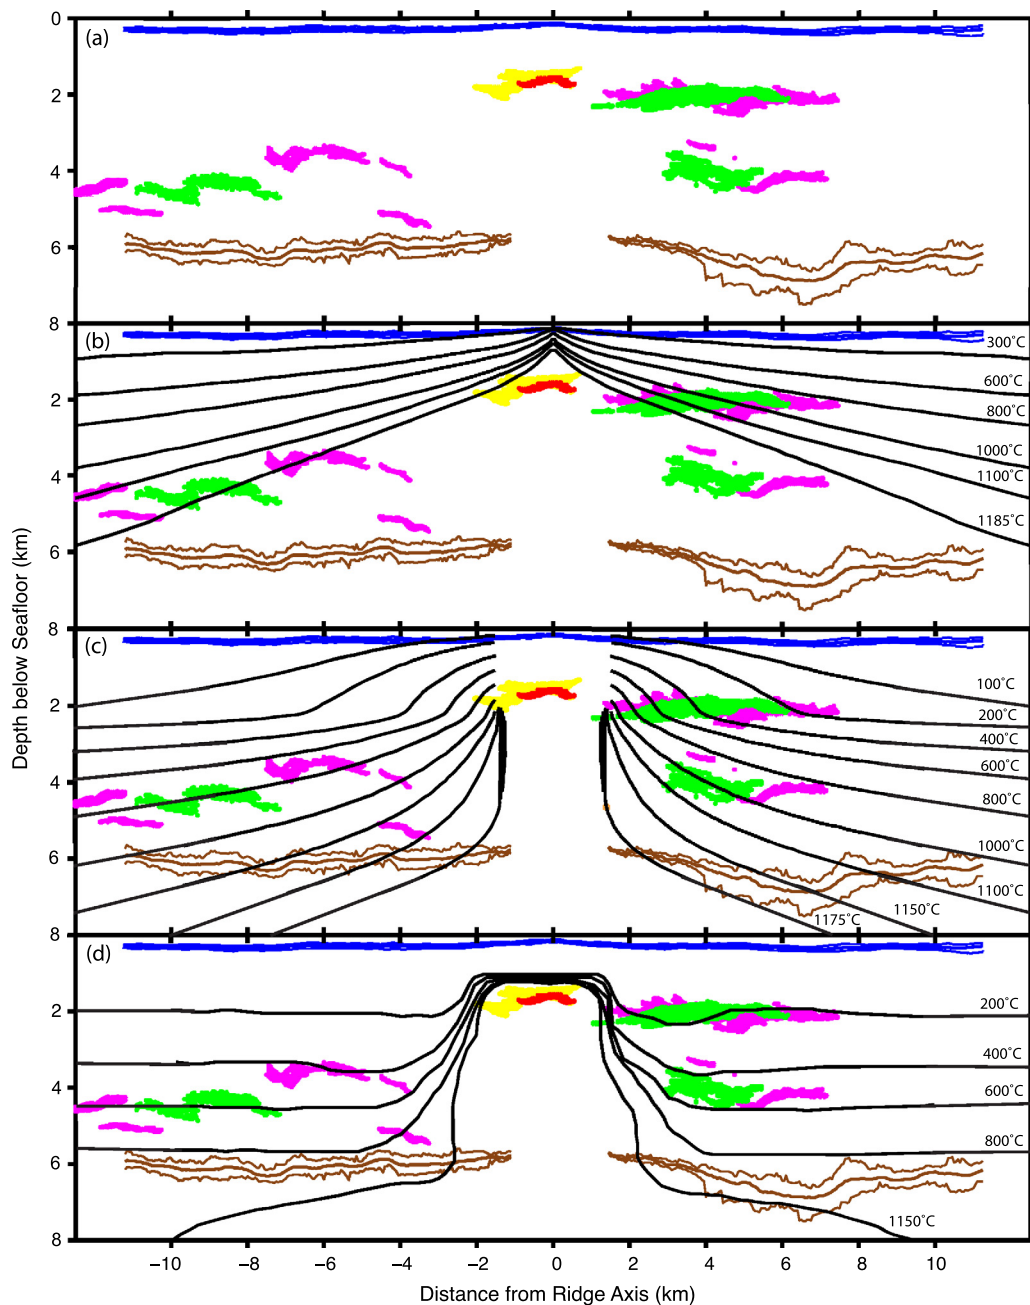 0
(a)
2
4
6
8
(b)
300°C
600°C
2
800°C
1000°C
4
1100°C
1185°C
6
8
(c)
100°C
2
200°C
400°C
600°C
4
800°C
1000°C
6
1100°C
1150°C
1175°C
8
(d)
2
200°C
400°C
4
600°C
800°C
6
1150°C
8
−10
−8
−6
−4
−2
0
2
4
6
8
10
Distance from Ridge Axis (km)
Depth below Seafloor (km)